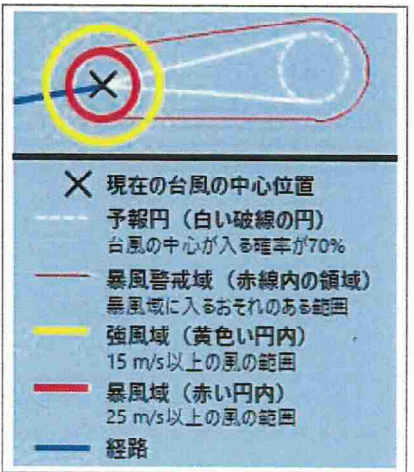 現在の台風の中心位置
予報円（白い破線の円）
台風の中心が入る確率が70%
暴風警戒域（赤線内の領域）
暴風域に入るおそれのある範囲
強風域（黄色い円内）
15 m/s以上の風の範囲
暴風域（赤い円内）
25 m/s以上の風の範囲
経路